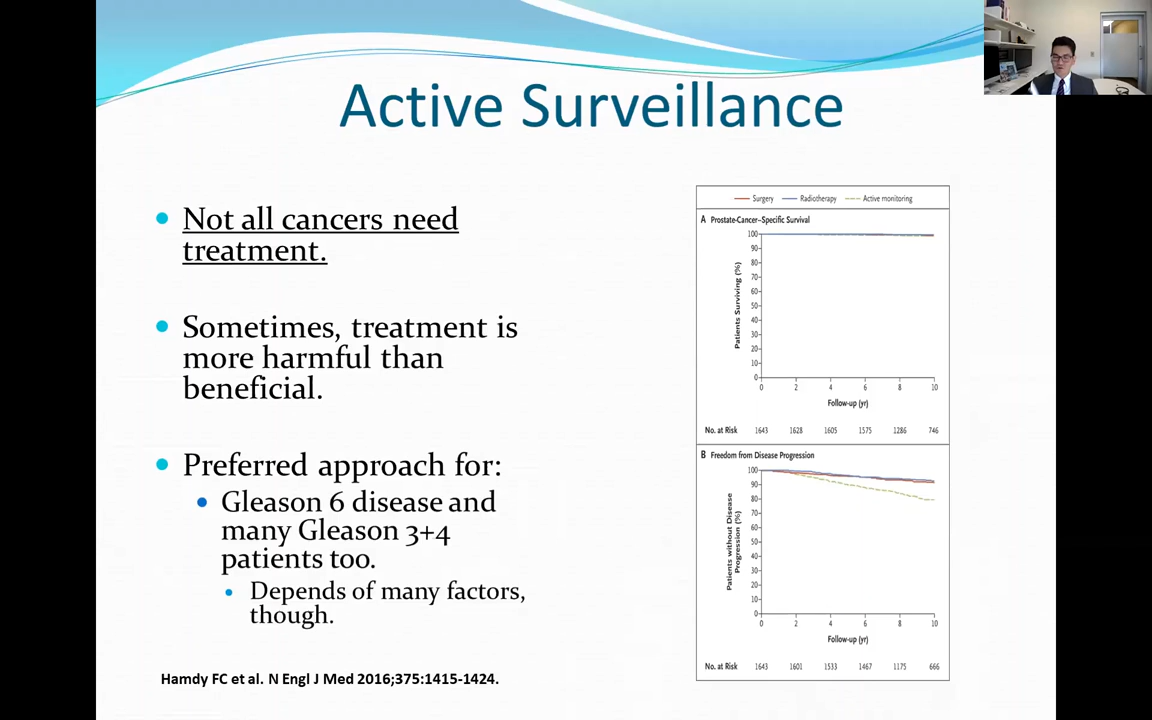 Active Surveillance
Not all cancers need
treatment.
Sometimes, treatment is
more harmful than
beneficial.
Preferred approach for:
Gleason 6 disease and
many Gleason 3+4
patients too.
Depends of many factors,
though.
Hamdy FC et al. N Engl J Med 2016;375:1415-1424.
Surgery Radiotherapy Active monitoring
A Prostate-Cancer–Specific Survival
Patients Surviving (%)
100
90
80
70
60
50
40
30
20
10
0
0 2 4 6 8 10
Follow-up (yr)
No. at Risk 1643 1628 1605 1575 1286 746
B Freedom from Disease Progression
Patients without Disease
Progression (%)
100
90
80
70
60
50
40
30
20
10
0
0 2 4 6 8 10
Follow-up (yr)
No. at Risk 1643 1601 1533 1467 1175 666